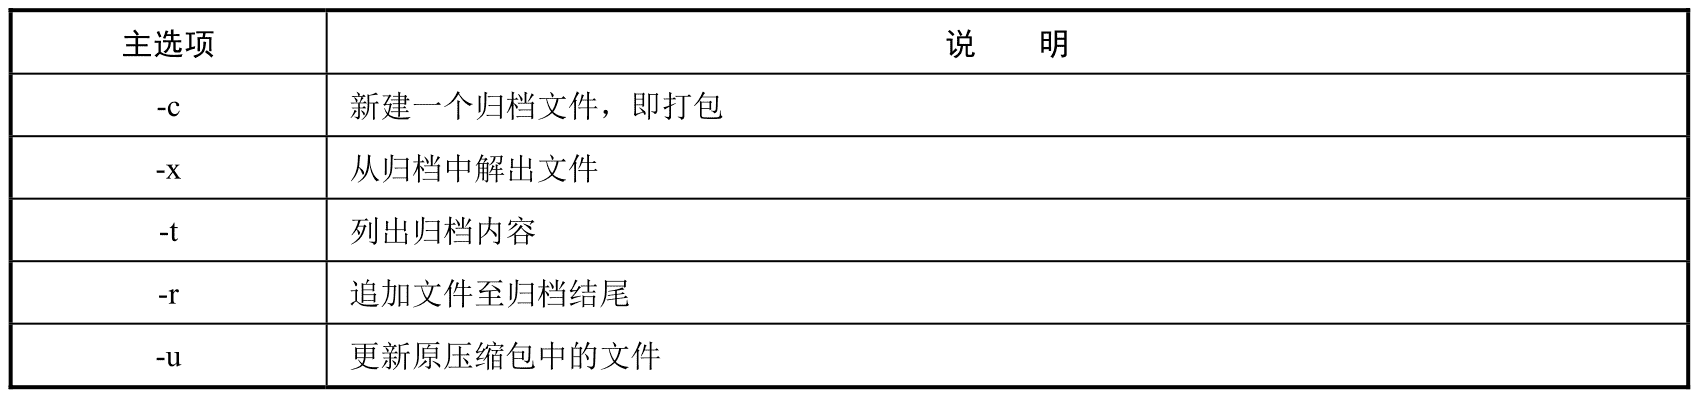 主选项 说 明
-c 新建一个归档文件，即打包
-x 从归档中解出文件
-t 列出归档内容
-r 追加文件至归档结尾
-u 更新原压缩包中的文件